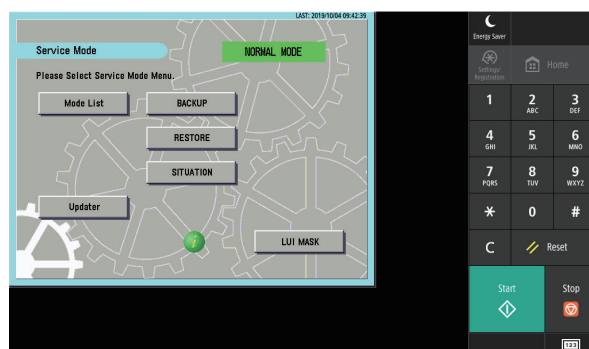 LAST: 2019/10/04 09:42:39
Service Mode
NORMAL MODE
Please Select Service Mode Menu.
Mode List
BACKUP
RESTORE
SITUATION
Updater
i
LUI MASK
Energy Saver
Settings/
Registration
Home
1
2
ABC
3
DEF
4
GHI
5
JKL
6
MNO
7
PQRS
8
TUV
9
WXYZ
*
0
#
C
Reset
Start
Stop
123